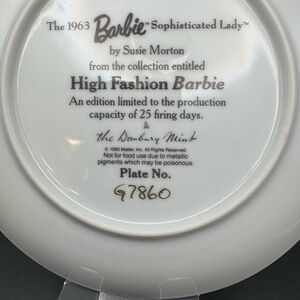 The 1963 Barbie™ Sophisticated Lady™
by Susie Morton
from the collection entitled
High Fashion Barbie
An edition limited to the production
capacity of 25 firing days.
The Danbury Mint
© 1990 Mattel, Inc. All Rights Reserved.
Not for food use due to metallic
pigments which may be poisonous.
Plate No.
G7860